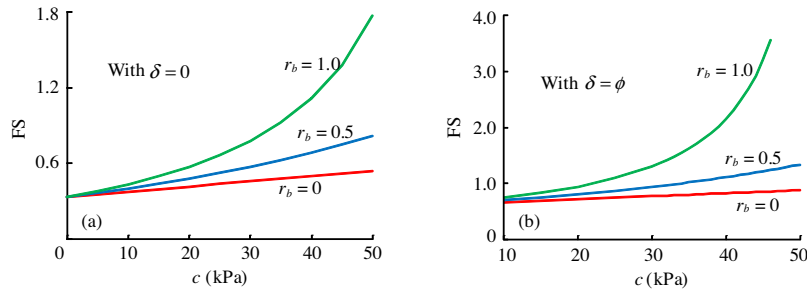 1.8
1.2
0.6
FS
With δ = 0
r_b = 1.0
r_b = 0.5
r_b = 0
(a)
0 10 20 30 40 50
c (kPa)
4.0
3.0
2.0
1.0
0.0
FS
With δ = ϕ
r_b = 1.0
r_b = 0.5
r_b = 0
(b)
10 20 30 40 50
c (kPa)